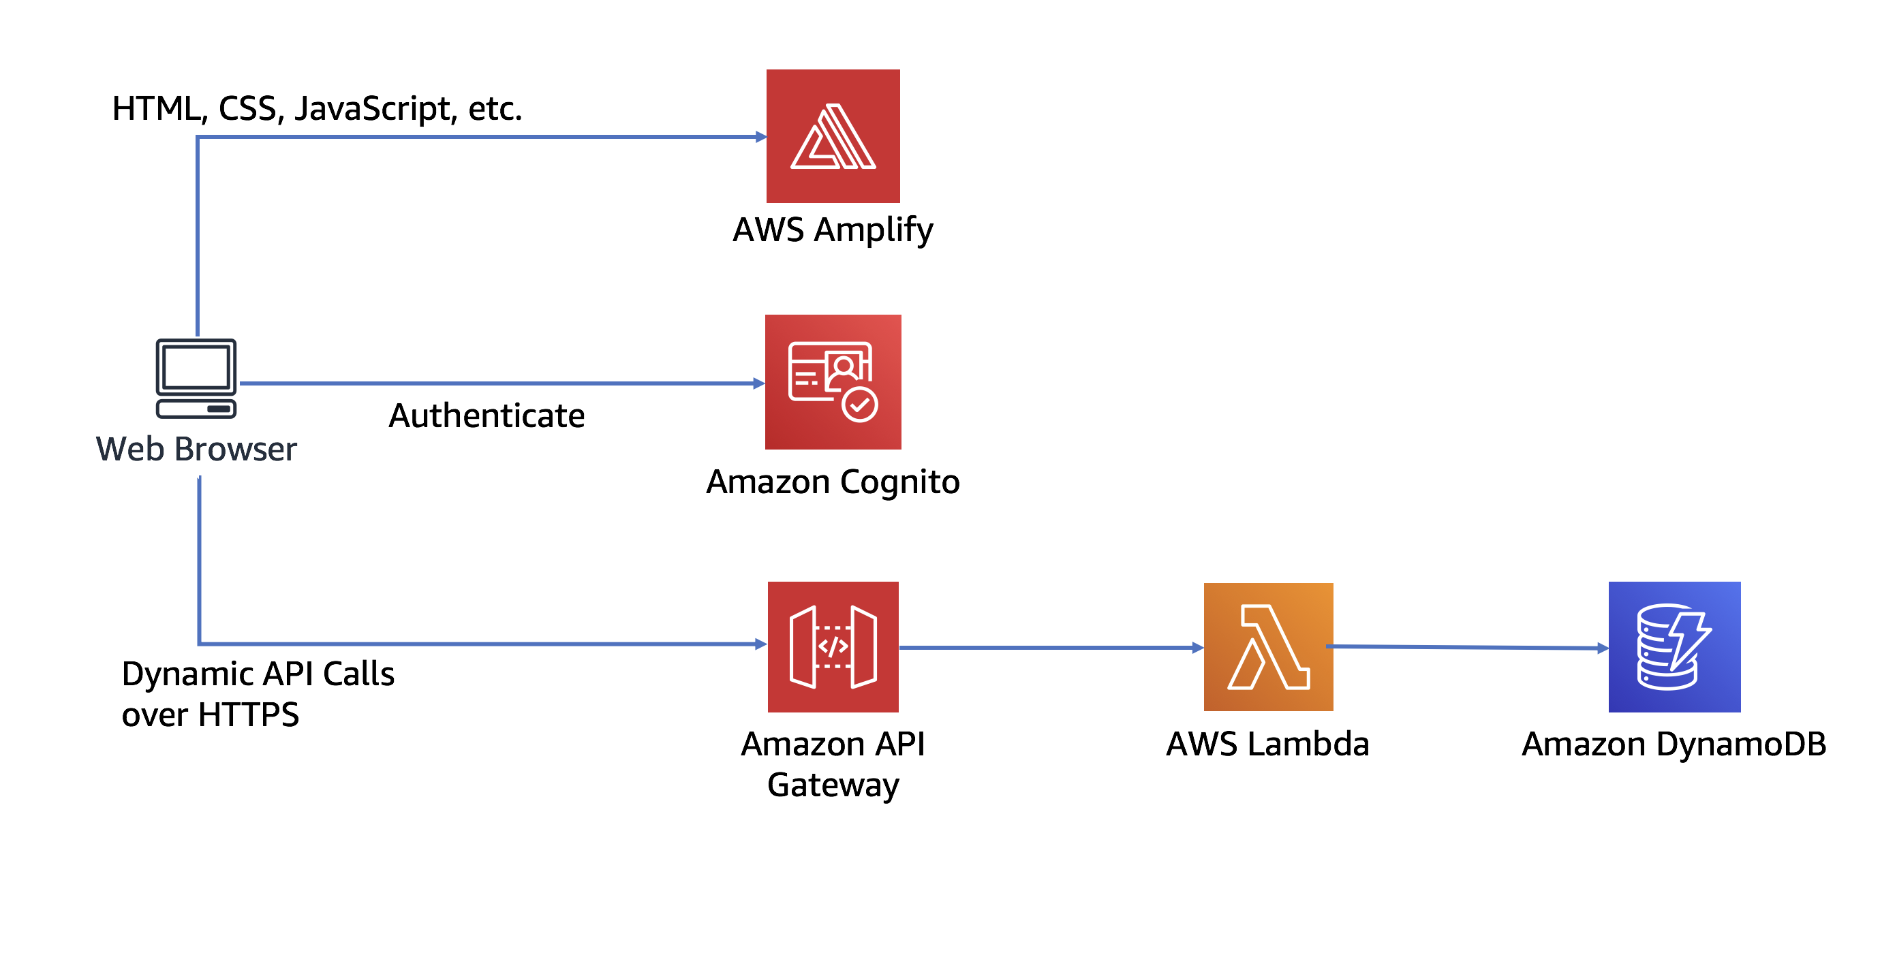 HTML, CSS, JavaScript, etc.
AWS Amplify
Authenticate
Web Browser
Amazon Cognito
Dynamic API Calls
over HTTPS
</>
Amazon API
Gateway
AWS Lambda
Amazon DynamoDB